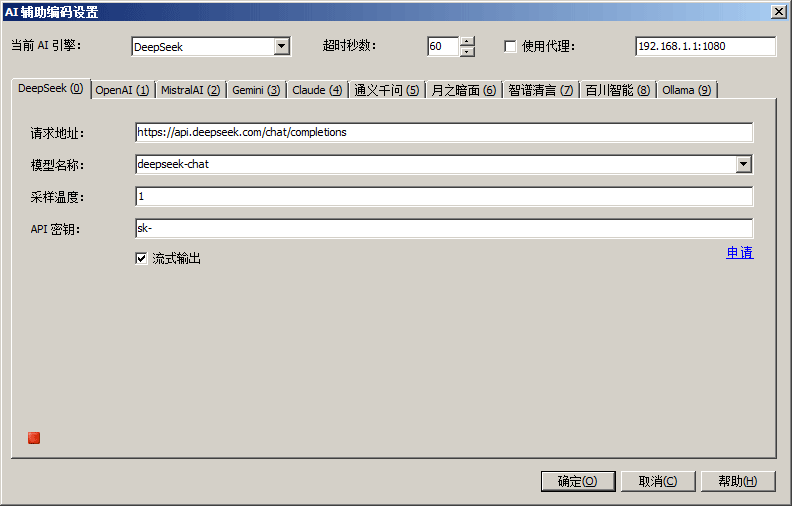 AI 辅助编码设置
当前 AI 引擎： DeepSeek 超时秒数： 60 使用代理： 192.168.1.1:1080
DeepSeek (0) OpenAI (1) MistralAI (2) Gemini (3) Claude (4) 通义千问 (5) 月之暗面 (6) 智谱清言 (7) 百川智能 (8) Ollama (9)
请求地址： https://api.deepseek.com/chat/completions
模型名称： deepseek-chat
采样温度： 1
API 密钥： sk-
流式输出 申请
确定(O) 取消(C) 帮助(H)